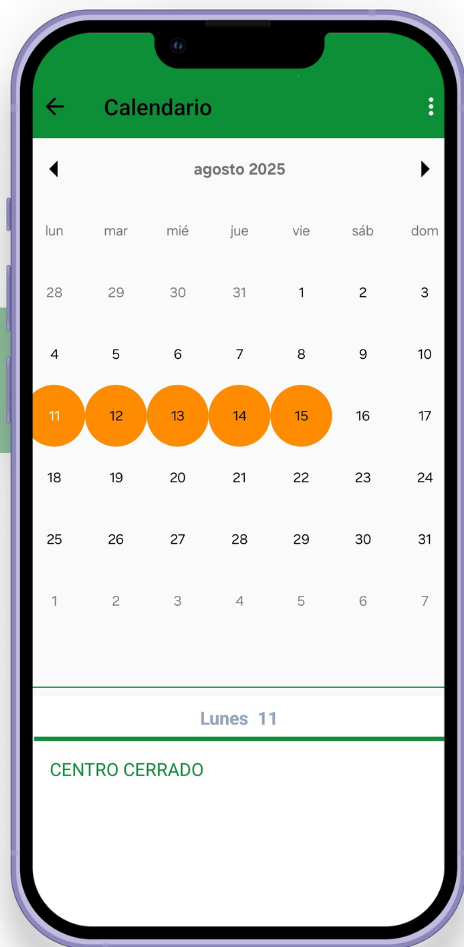 Calendario
agosto 2025
lun mar mié jue vie sáb dom
28 29 30 31 1 2 3
4 5 6 7 8 9 10
11 12 13 14 15 16 17
18 19 20 21 22 23 24
25 26 27 28 29 30 31
1 2 3 4 5 6 7
Lunes 11
CENTRO CERRADO